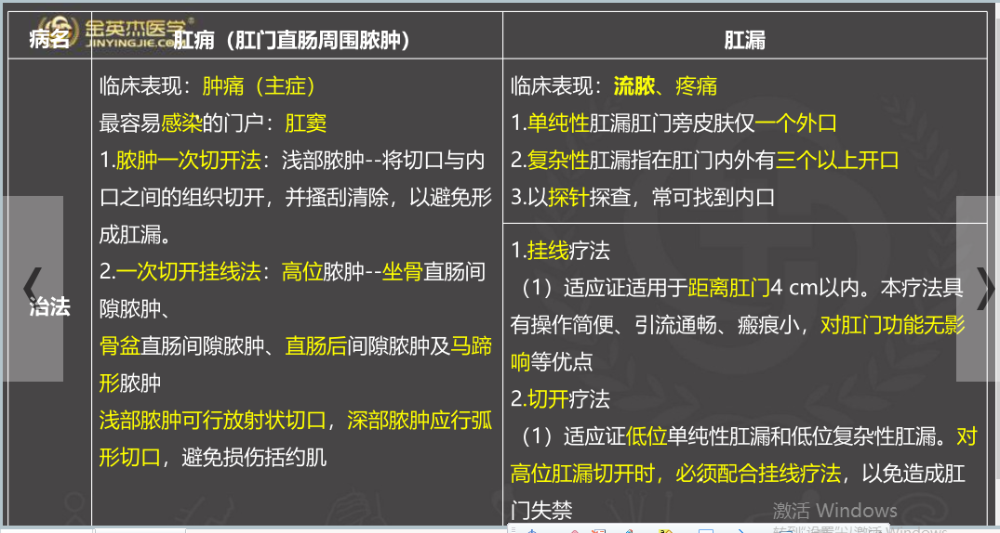 金英杰医学®
JINYINGJIE.COM
病名
肛痈（肛门直肠周围脓肿）
肛漏
治法
临床表现：肿痛（主症）
最容易感染的门户：肛窦
1.脓肿一次切开法：浅部脓肿--将切口与内
口之间的组织切开，并搔刮清除，以避免形
成肛漏。
2.一次切开挂线法：高位脓肿--坐骨直肠间
隙脓肿、
骨盆直肠间隙脓肿、直肠后间隙脓肿及马蹄
形脓肿
浅部脓肿可行放射状切口，深部脓肿应行弧
形切口，避免损伤括约肌
临床表现：流脓、疼痛
1.单纯性肛漏肛门旁皮肤仅一个外口
2.复杂性肛漏指在肛门内外有三个以上开口
3.以探针探查，常可找到内口
1.挂线疗法
（1）适应证适用于距离肛门4 cm以内。本疗法具
有操作简便、引流通畅、瘢痕小，对肛门功能无影
响等优点
2.切开疗法
（1）适应证低位单纯性肛漏和低位复杂性肛漏。对
高位肛漏切开时，必须配合挂线疗法，以免造成肛
门失禁
激活 Windows
转到"设置"以激活 Windows